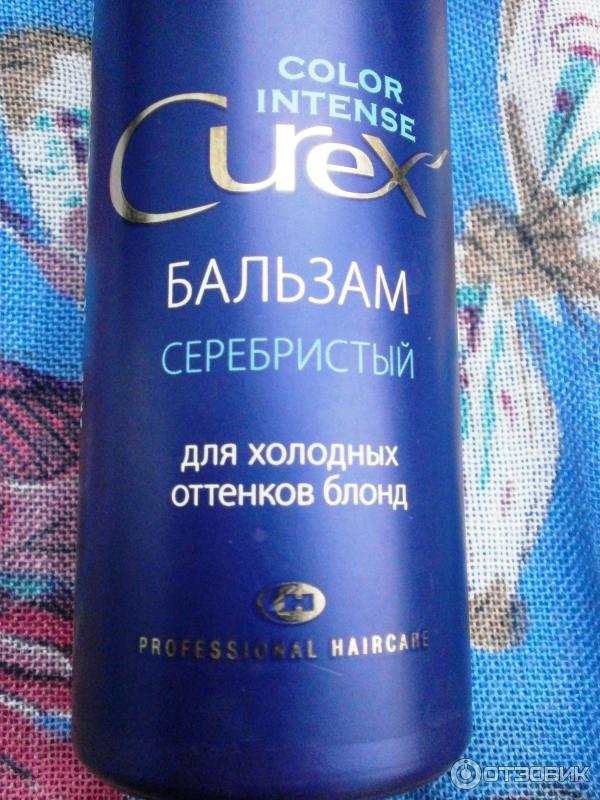 COLOR
INTENSE
Curex
БАЛЬЗАМ
СЕРЕБРИСТЫЙ
для холодных
оттенков блонд
PROFESSIONAL HAIRCARE
ОТЗОВИК